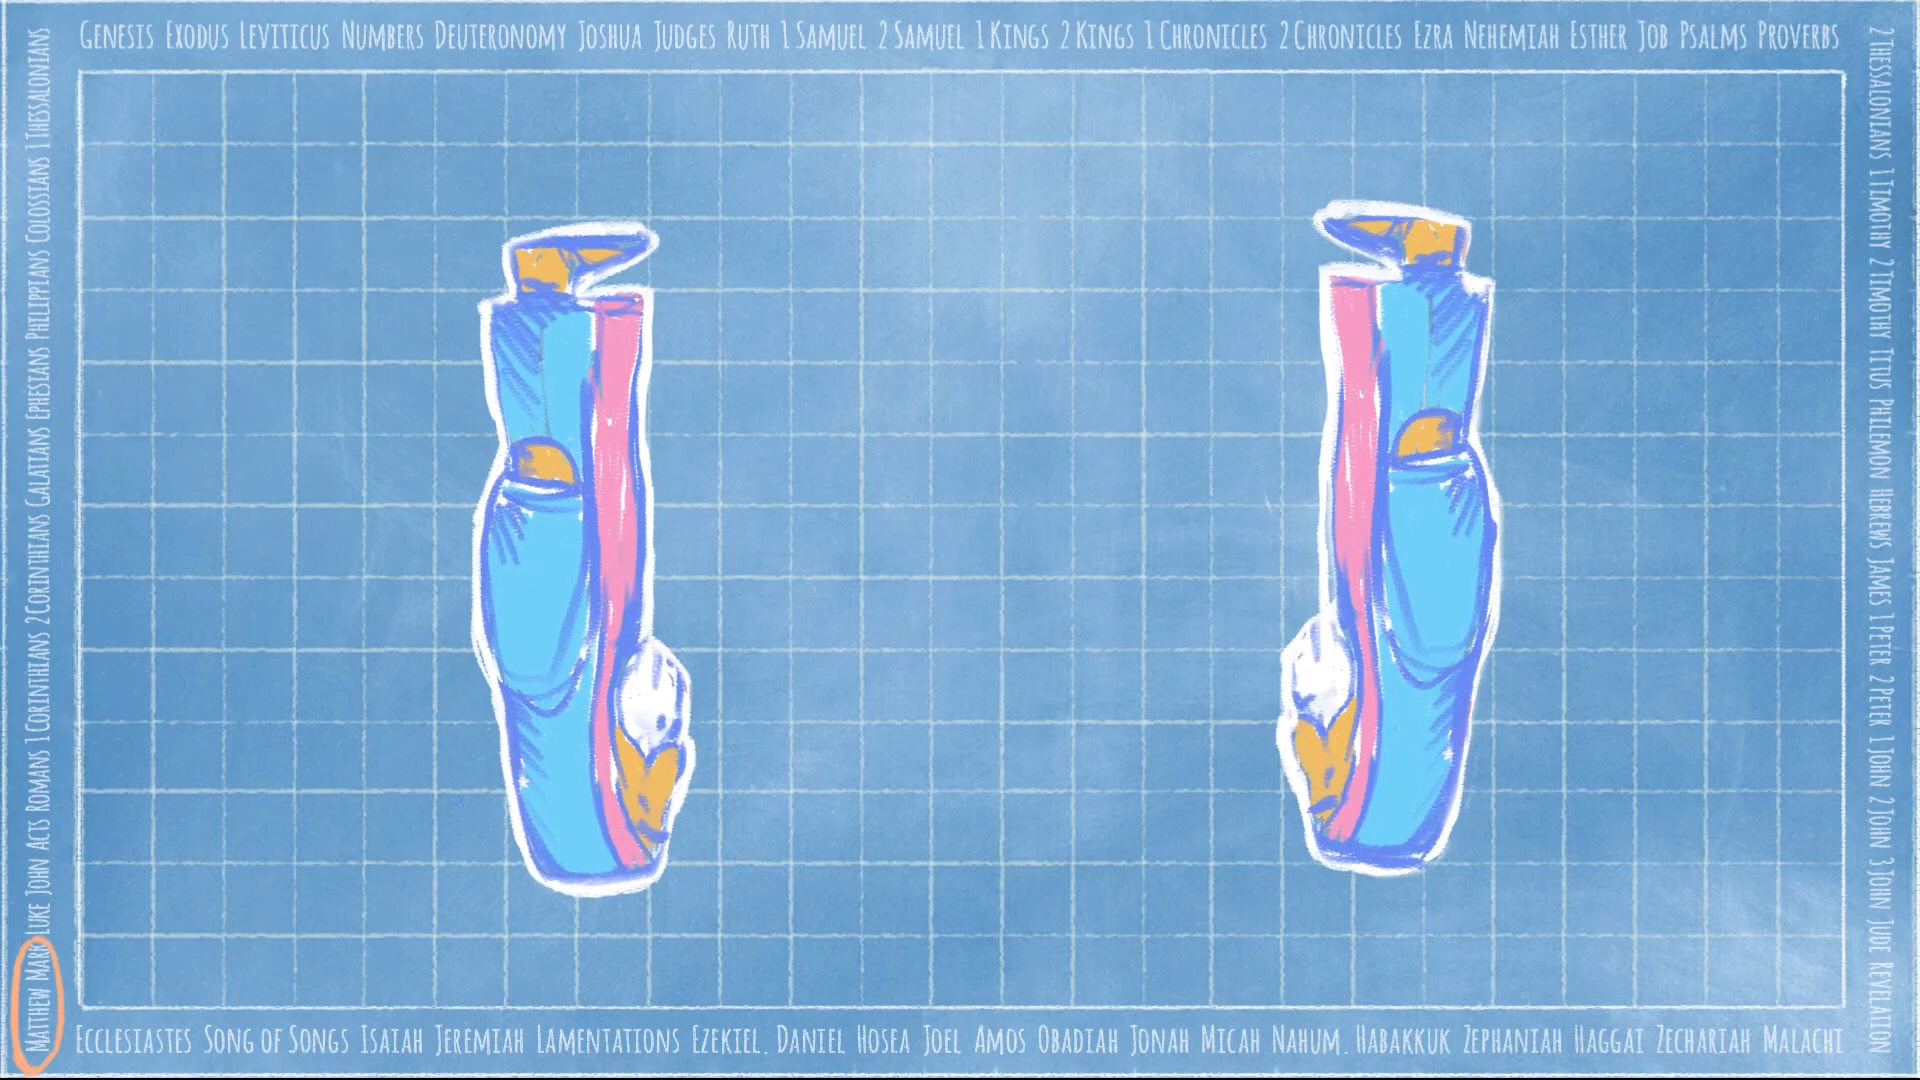 Genesis Exodus Leviticus Numbers Deuteronomy Joshua Judges Ruth 1 Samuel 2 Samuel 1 Kings 2 Kings 1 Chronicles 2 Chronicles Ezra Nehemiah Esther Job Psalms Proverbs
Ecclesiastes Song of Songs Isaiah Jeremiah Lamentations Ezekiel. Daniel Hosea Joel Amos Obadiah Jonah Micah Nahum. Habakkuk Zephaniah Haggai Zechariah Malachi
Matthew Mark Luke John Acts Romans 1 Corinthians 2 Corinthians Galatians Ephesians Philippians Colossians 1 Thessalonians
2 Thessalonians 1 Timothy 2 Timothy Titus Philemon Hebrews James 1 Peter 2 Peter 1 John 2 John 3 John Jude Revelation